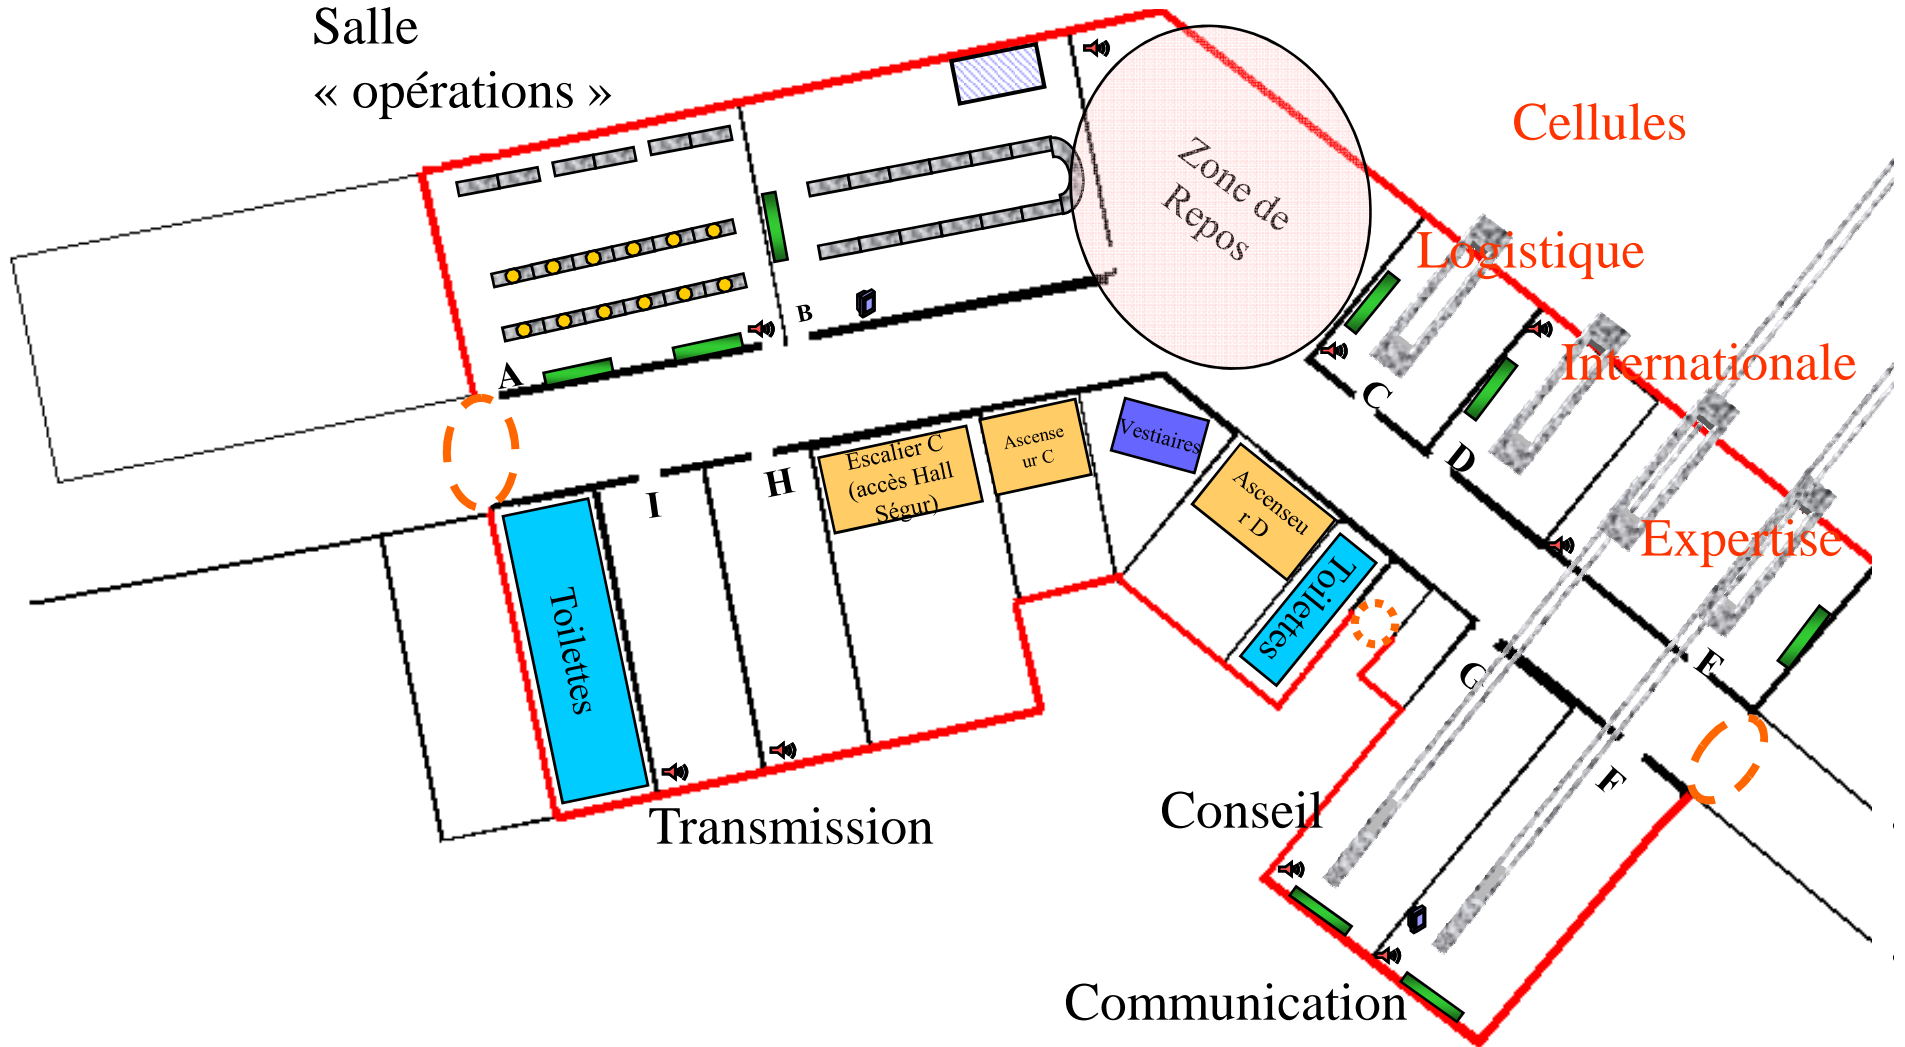 Salle
« opérations »
Cellules
Zone de
Repos
Logistique
Internationale
Expertise
A
B
C
D
E
F
G
H
I
Escalier C
(accès Hall
Ségur)
Ascense
ur C
Vestiaires
Ascenseu
r D
Toilettes
Toilettes
Transmission
Conseil
Communication